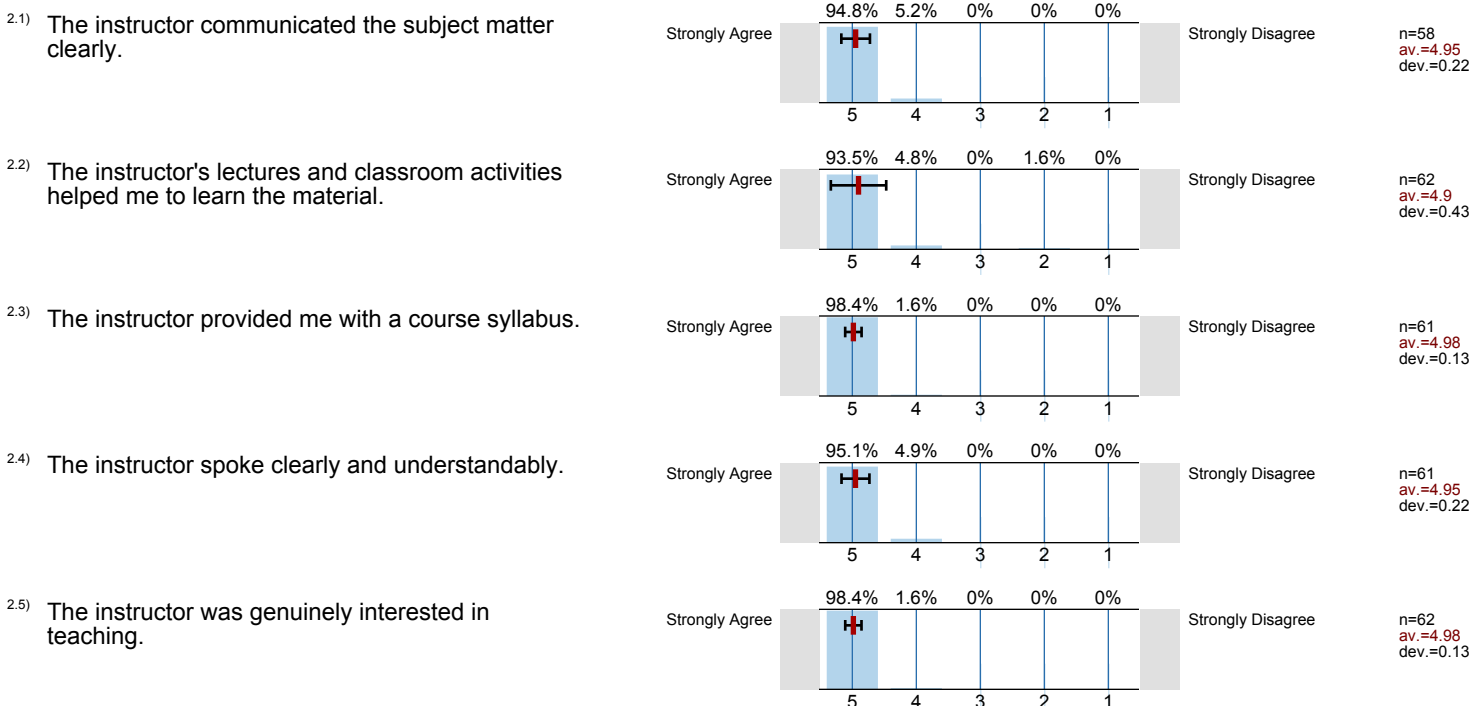 2.1) The instructor communicated the subject matter
clearly.
94.8% 5.2% 0% 0% 0%
Strongly Agree
Strongly Disagree
n=58
av.=4.95
dev.=0.22
5 4 3 2 1
2.2) The instructor's lectures and classroom activities
helped me to learn the material.
93.5% 4.8% 0% 1.6% 0%
Strongly Agree
Strongly Disagree
n=62
av.=4.9
dev.=0.43
5 4 3 2 1
2.3) The instructor provided me with a course syllabus.
98.4% 1.6% 0% 0% 0%
Strongly Agree
Strongly Disagree
n=61
av.=4.98
dev.=0.13
5 4 3 2 1
2.4) The instructor spoke clearly and understandably.
95.1% 4.9% 0% 0% 0%
Strongly Agree
Strongly Disagree
n=61
av.=4.95
dev.=0.22
5 4 3 2 1
2.5) The instructor was genuinely interested in
teaching.
98.4% 1.6% 0% 0% 0%
Strongly Agree
Strongly Disagree
n=62
av.=4.98
dev.=0.13
5 4 3 2 1